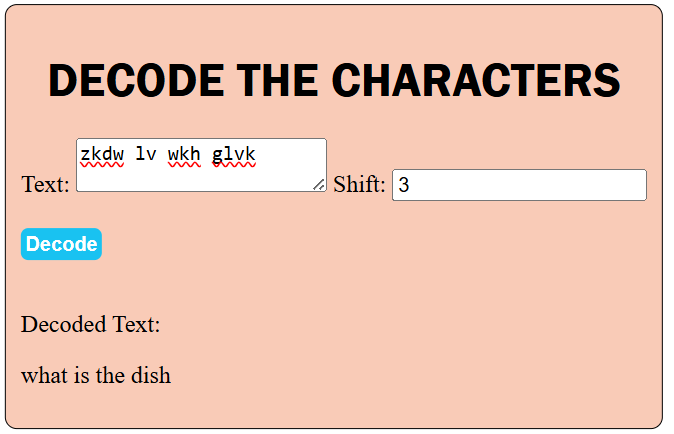 DECODE THE CHARACTERS
zkdw lv wkh glvk
Text: Shift: 3
Decode
Decoded Text:
what is the dish